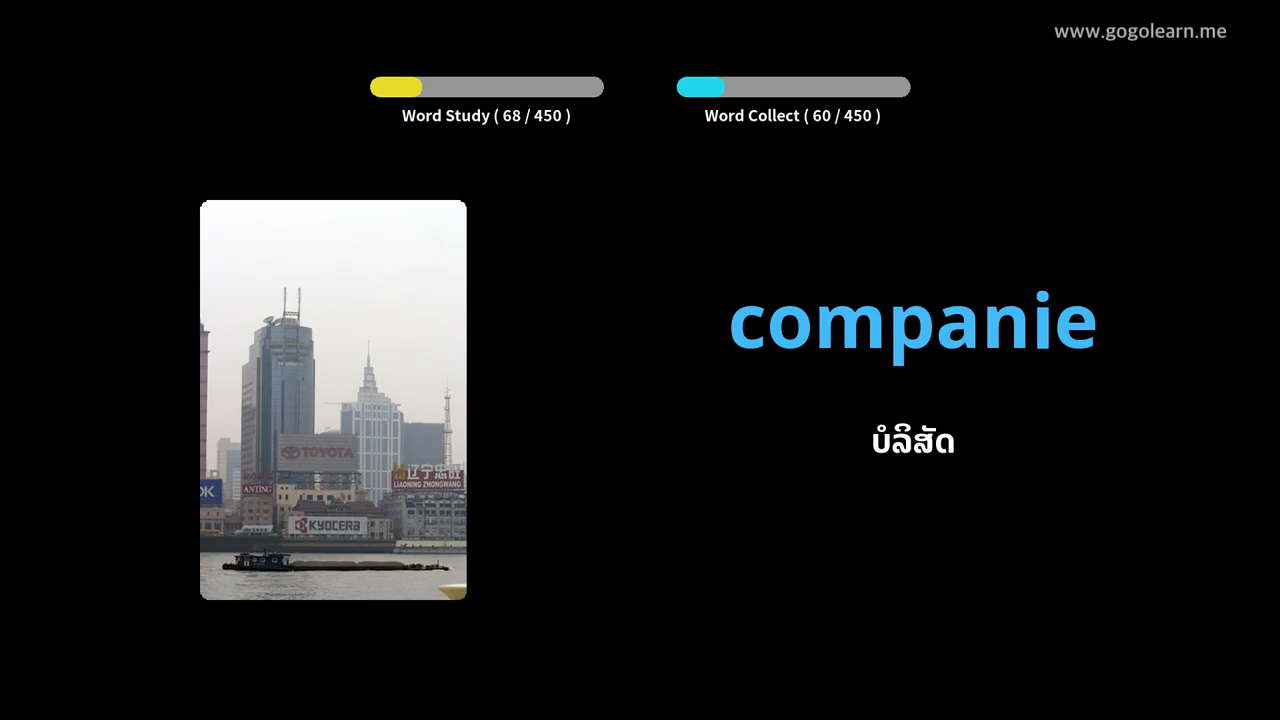 www.gogolearn.me
Word Study ( 68 / 450 )
Word Collect ( 60 / 450 )
companie
ບໍລິສັດ
TOYOTA
辽宁忠旺
LIAONING ZHONGWANG
OK
ANTING
KYOCERA